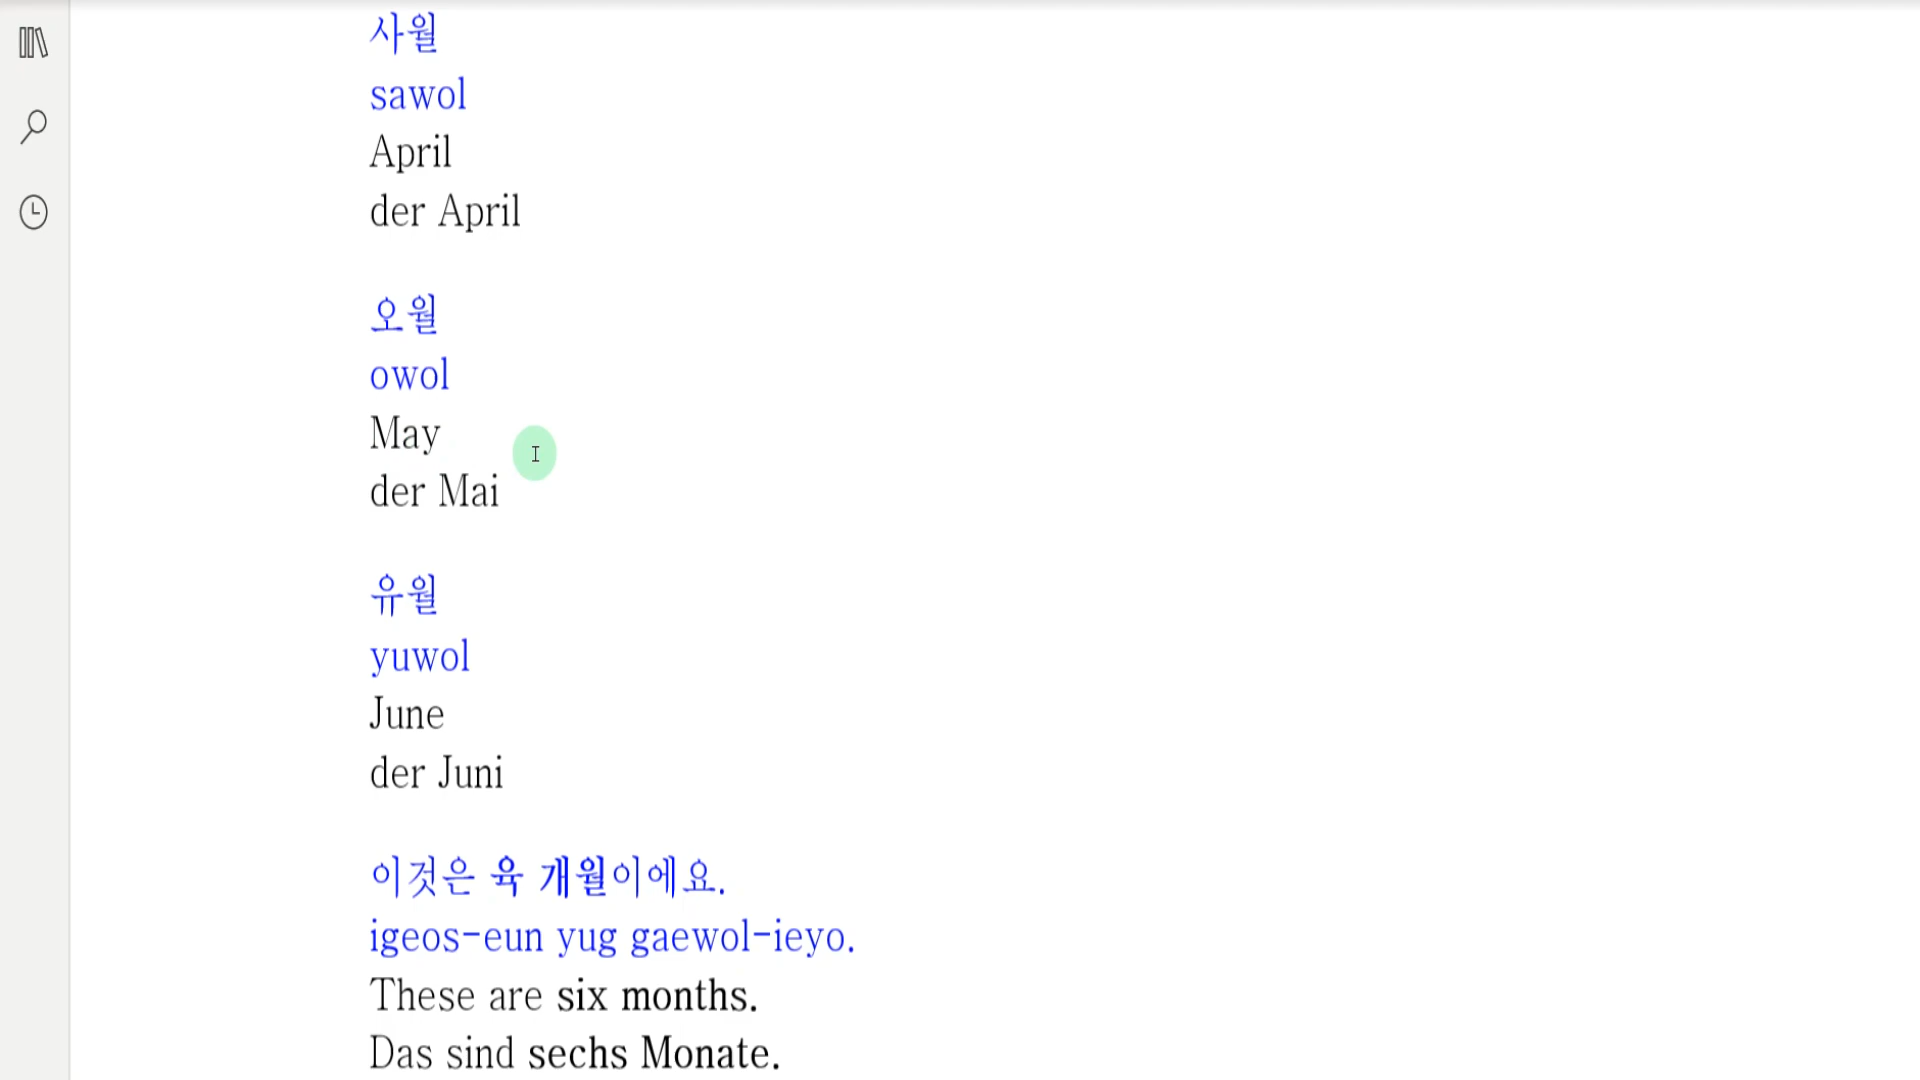 사월
sawol
April
der April
오월
owol
May
der Mai
유월
yuwol
June
der Juni
이것은 육 개월이에요.
igeos-eun yug gaewol-ieyo.
These are six months.
Das sind sechs Monate.